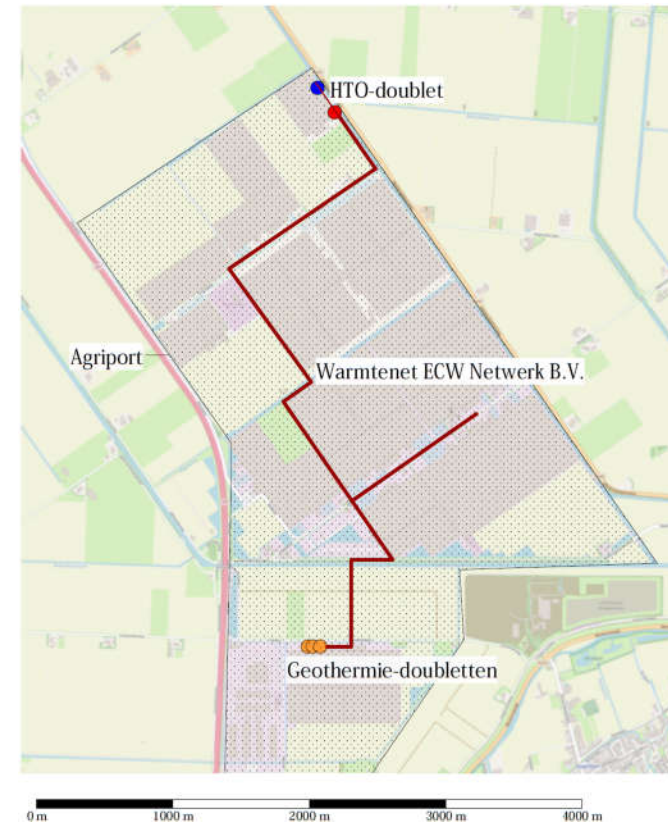 HTO-doublet
Agriport
Warmtenet ECW Netwerk B.V.
Geothermie-doubletten
0 m 1000 m 2000 m 3000 m 4000 m